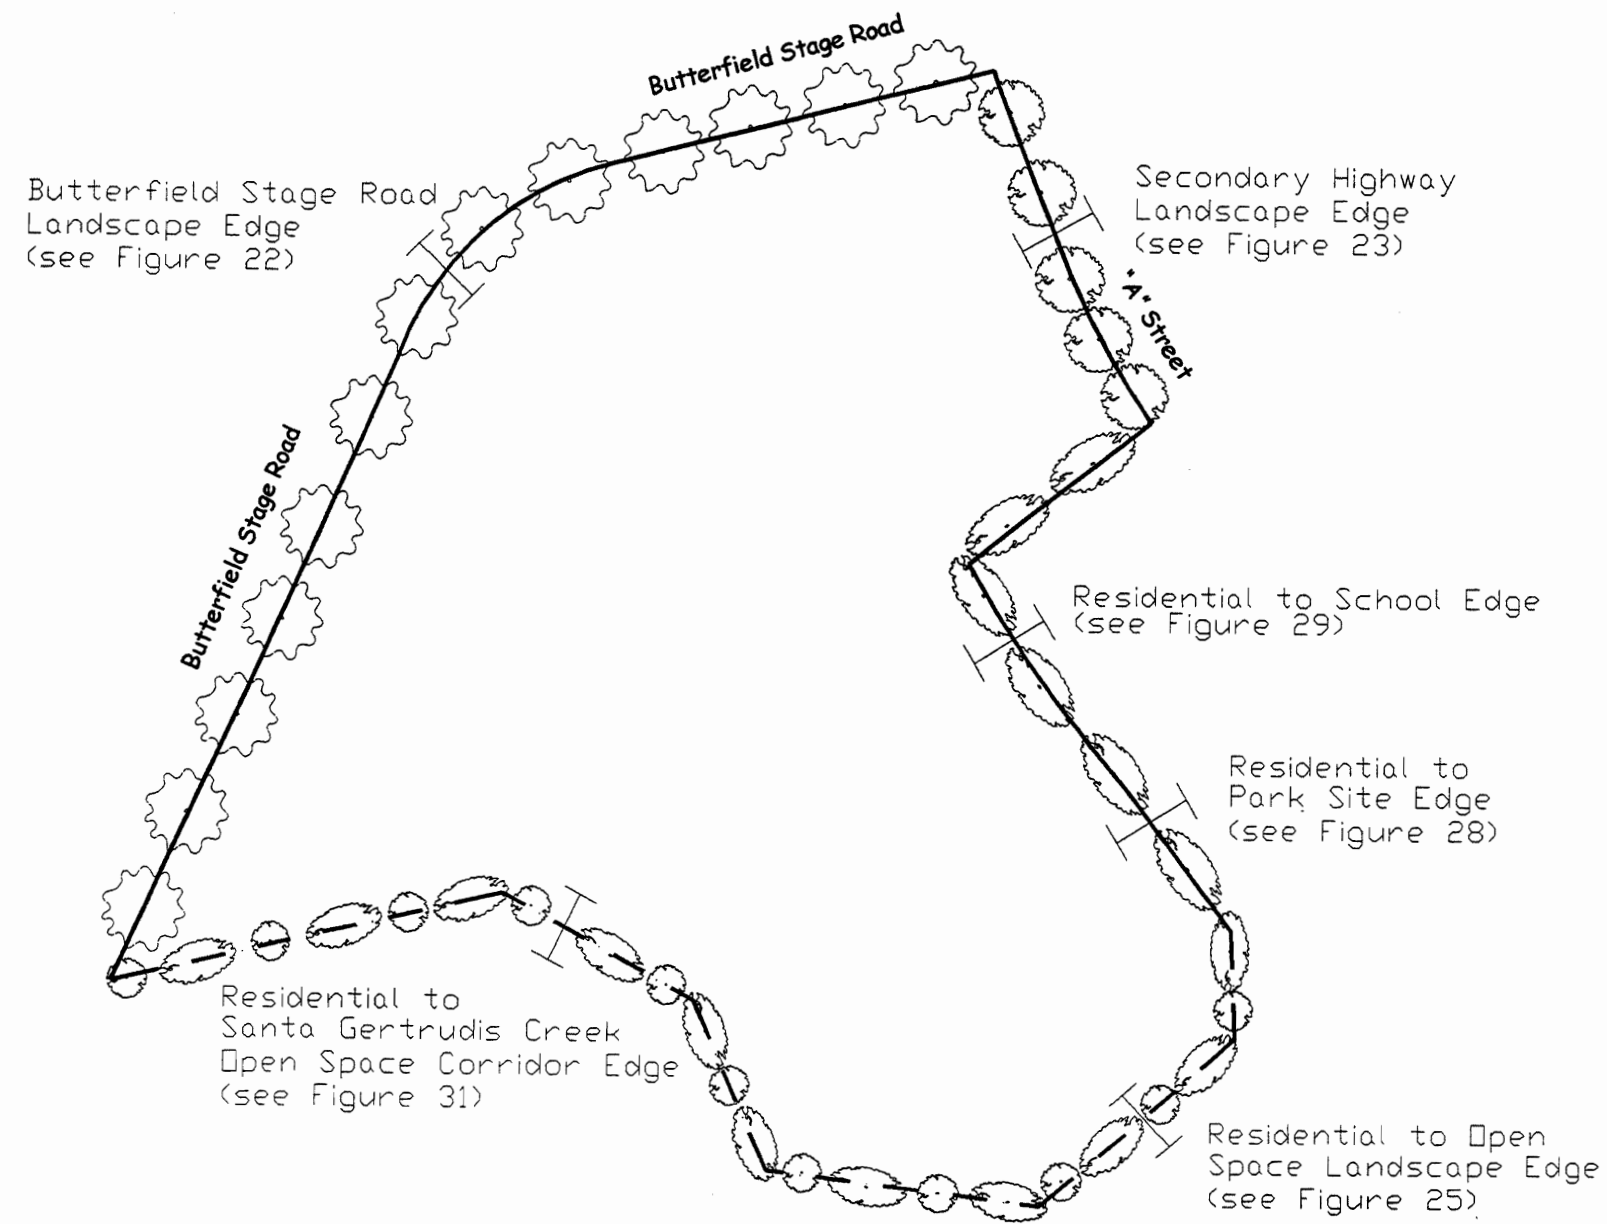 Butterfield Stage Road
Butterfield Stage Road
Landscape Edge
(see Figure 22)
Secondary Highway
Landscape Edge
(see Figure 23)
"A" Street
Butterfield Stage Road
Residential to School Edge
(see Figure 29)
Residential to
Park Site Edge
(see Figure 28)
Residential to
Santa Gertrudis Creek
Open Space Corridor Edge
(see Figure 31)
Residential to Open
Space Landscape Edge
(see Figure 25)